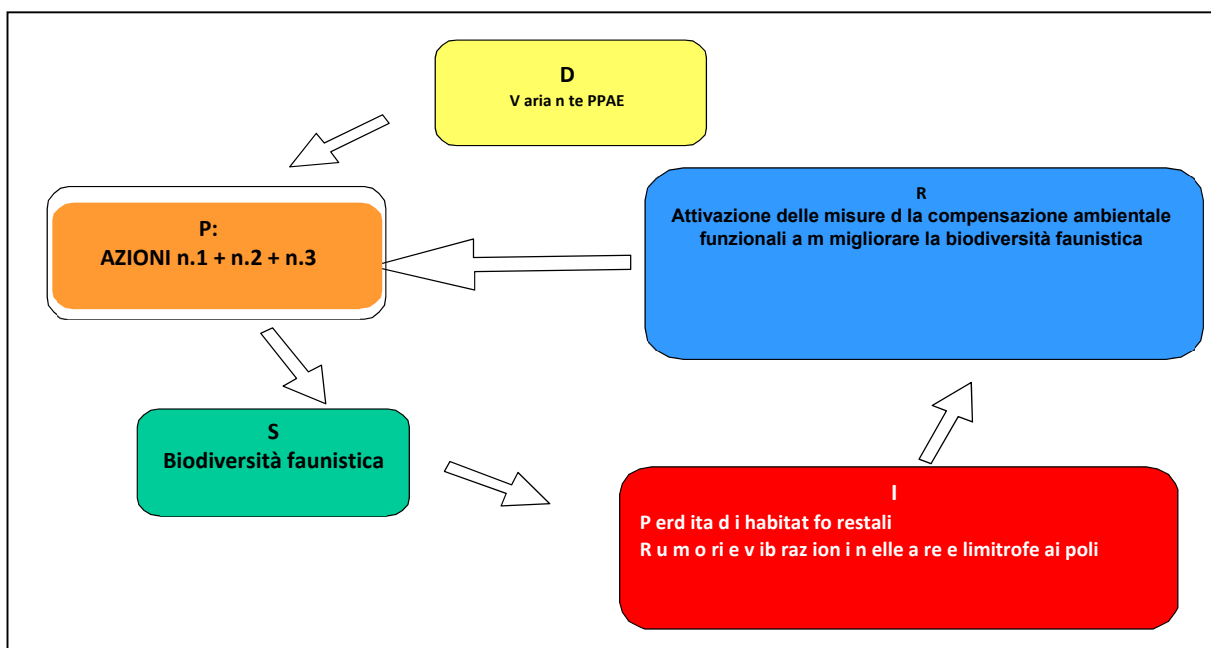 D
V aria n te PPAE
P:
AZIONI n.1 + n.2 + n.3
R
Attivazione delle misure d la compensazione ambientale
funzionali a m migliorare la biodiversità faunistica
S
Biodiversità faunistica
I
P erd ita d i habitat fo restali
R u m o ri e v ib raz ion i n elle a re e limitrofe ai poli